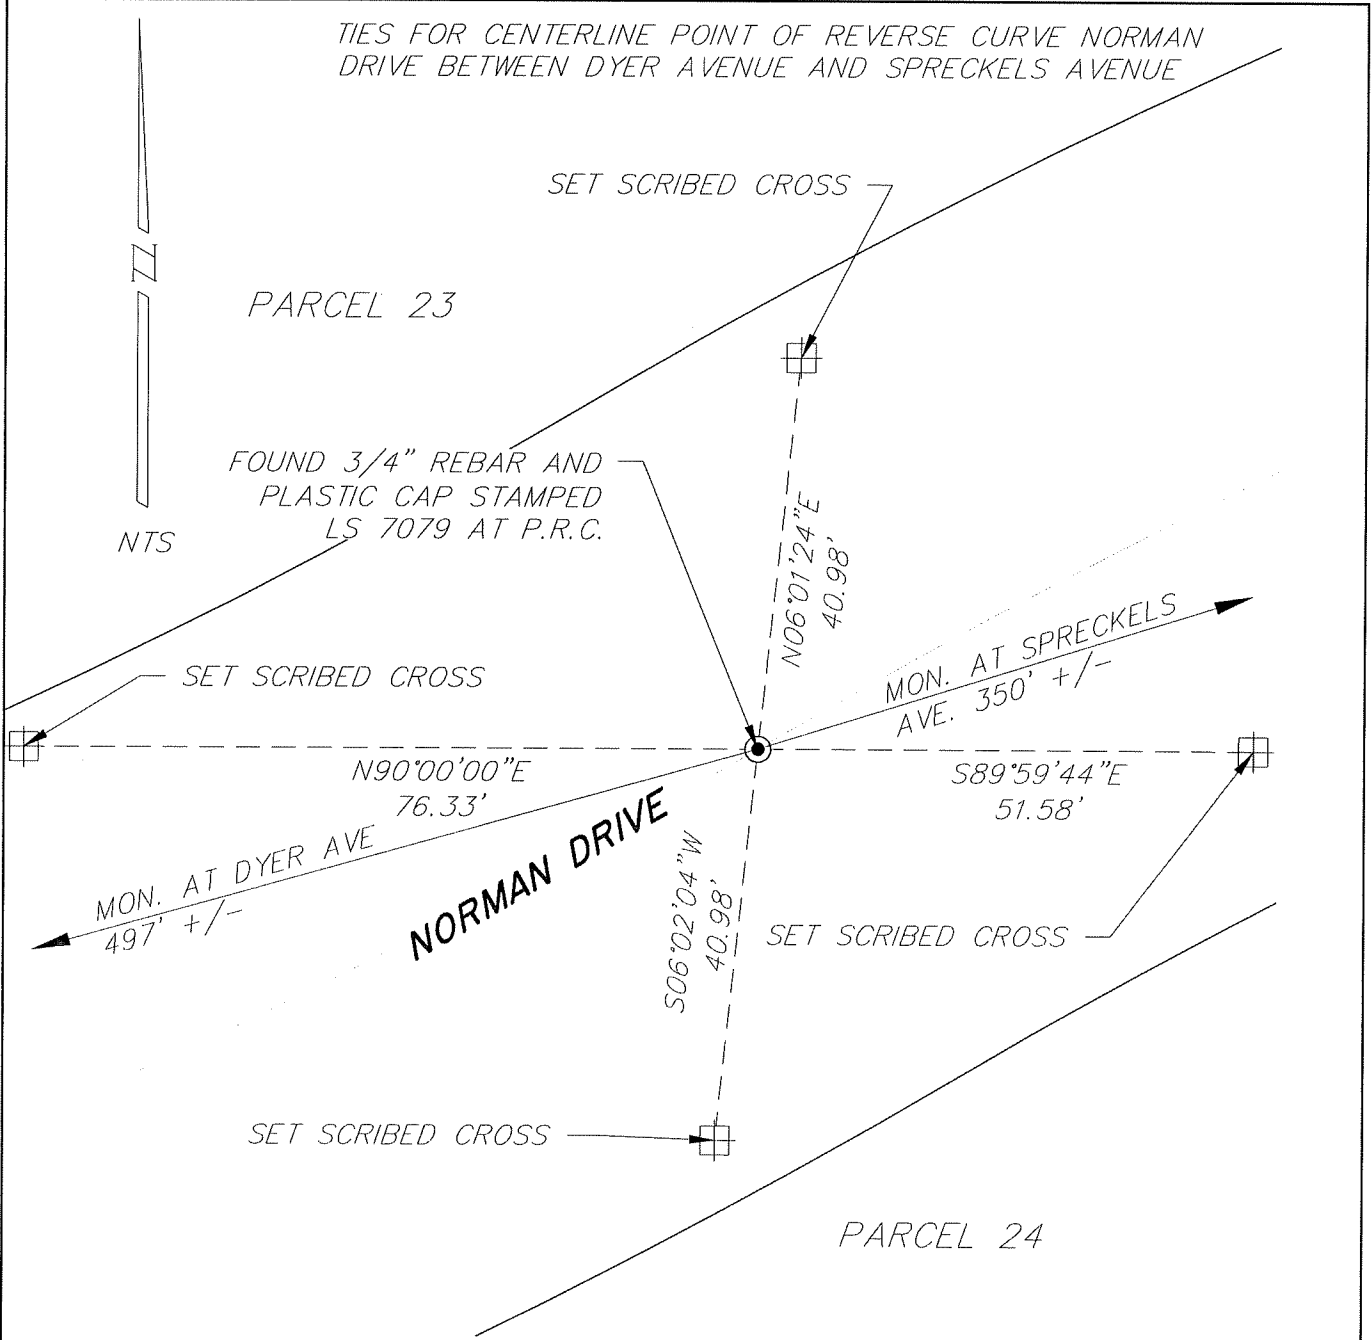 TIES FOR CENTERLINE POINT OF REVERSE CURVE NORMAN
DRIVE BETWEEN DYER AVENUE AND SPRECKELS AVENUE
SET SCRIBED CROSS
N
PARCEL 23
FOUND 3/4" REBAR AND
PLASTIC CAP STAMPED
LS 7079 AT P.R.C.
NTS
N06°01'24"E
40.98'
SET SCRIBED CROSS
MON. AT SPRECKELS
AVE. 350' +/-
N90°00'00"E
76.33'
S89°59'44"E
51.58'
MON. AT DYER AVE
497' +/-
NORMAN DRIVE
S06°02'04"W
40.98'
SET SCRIBED CROSS
SET SCRIBED CROSS
PARCEL 24